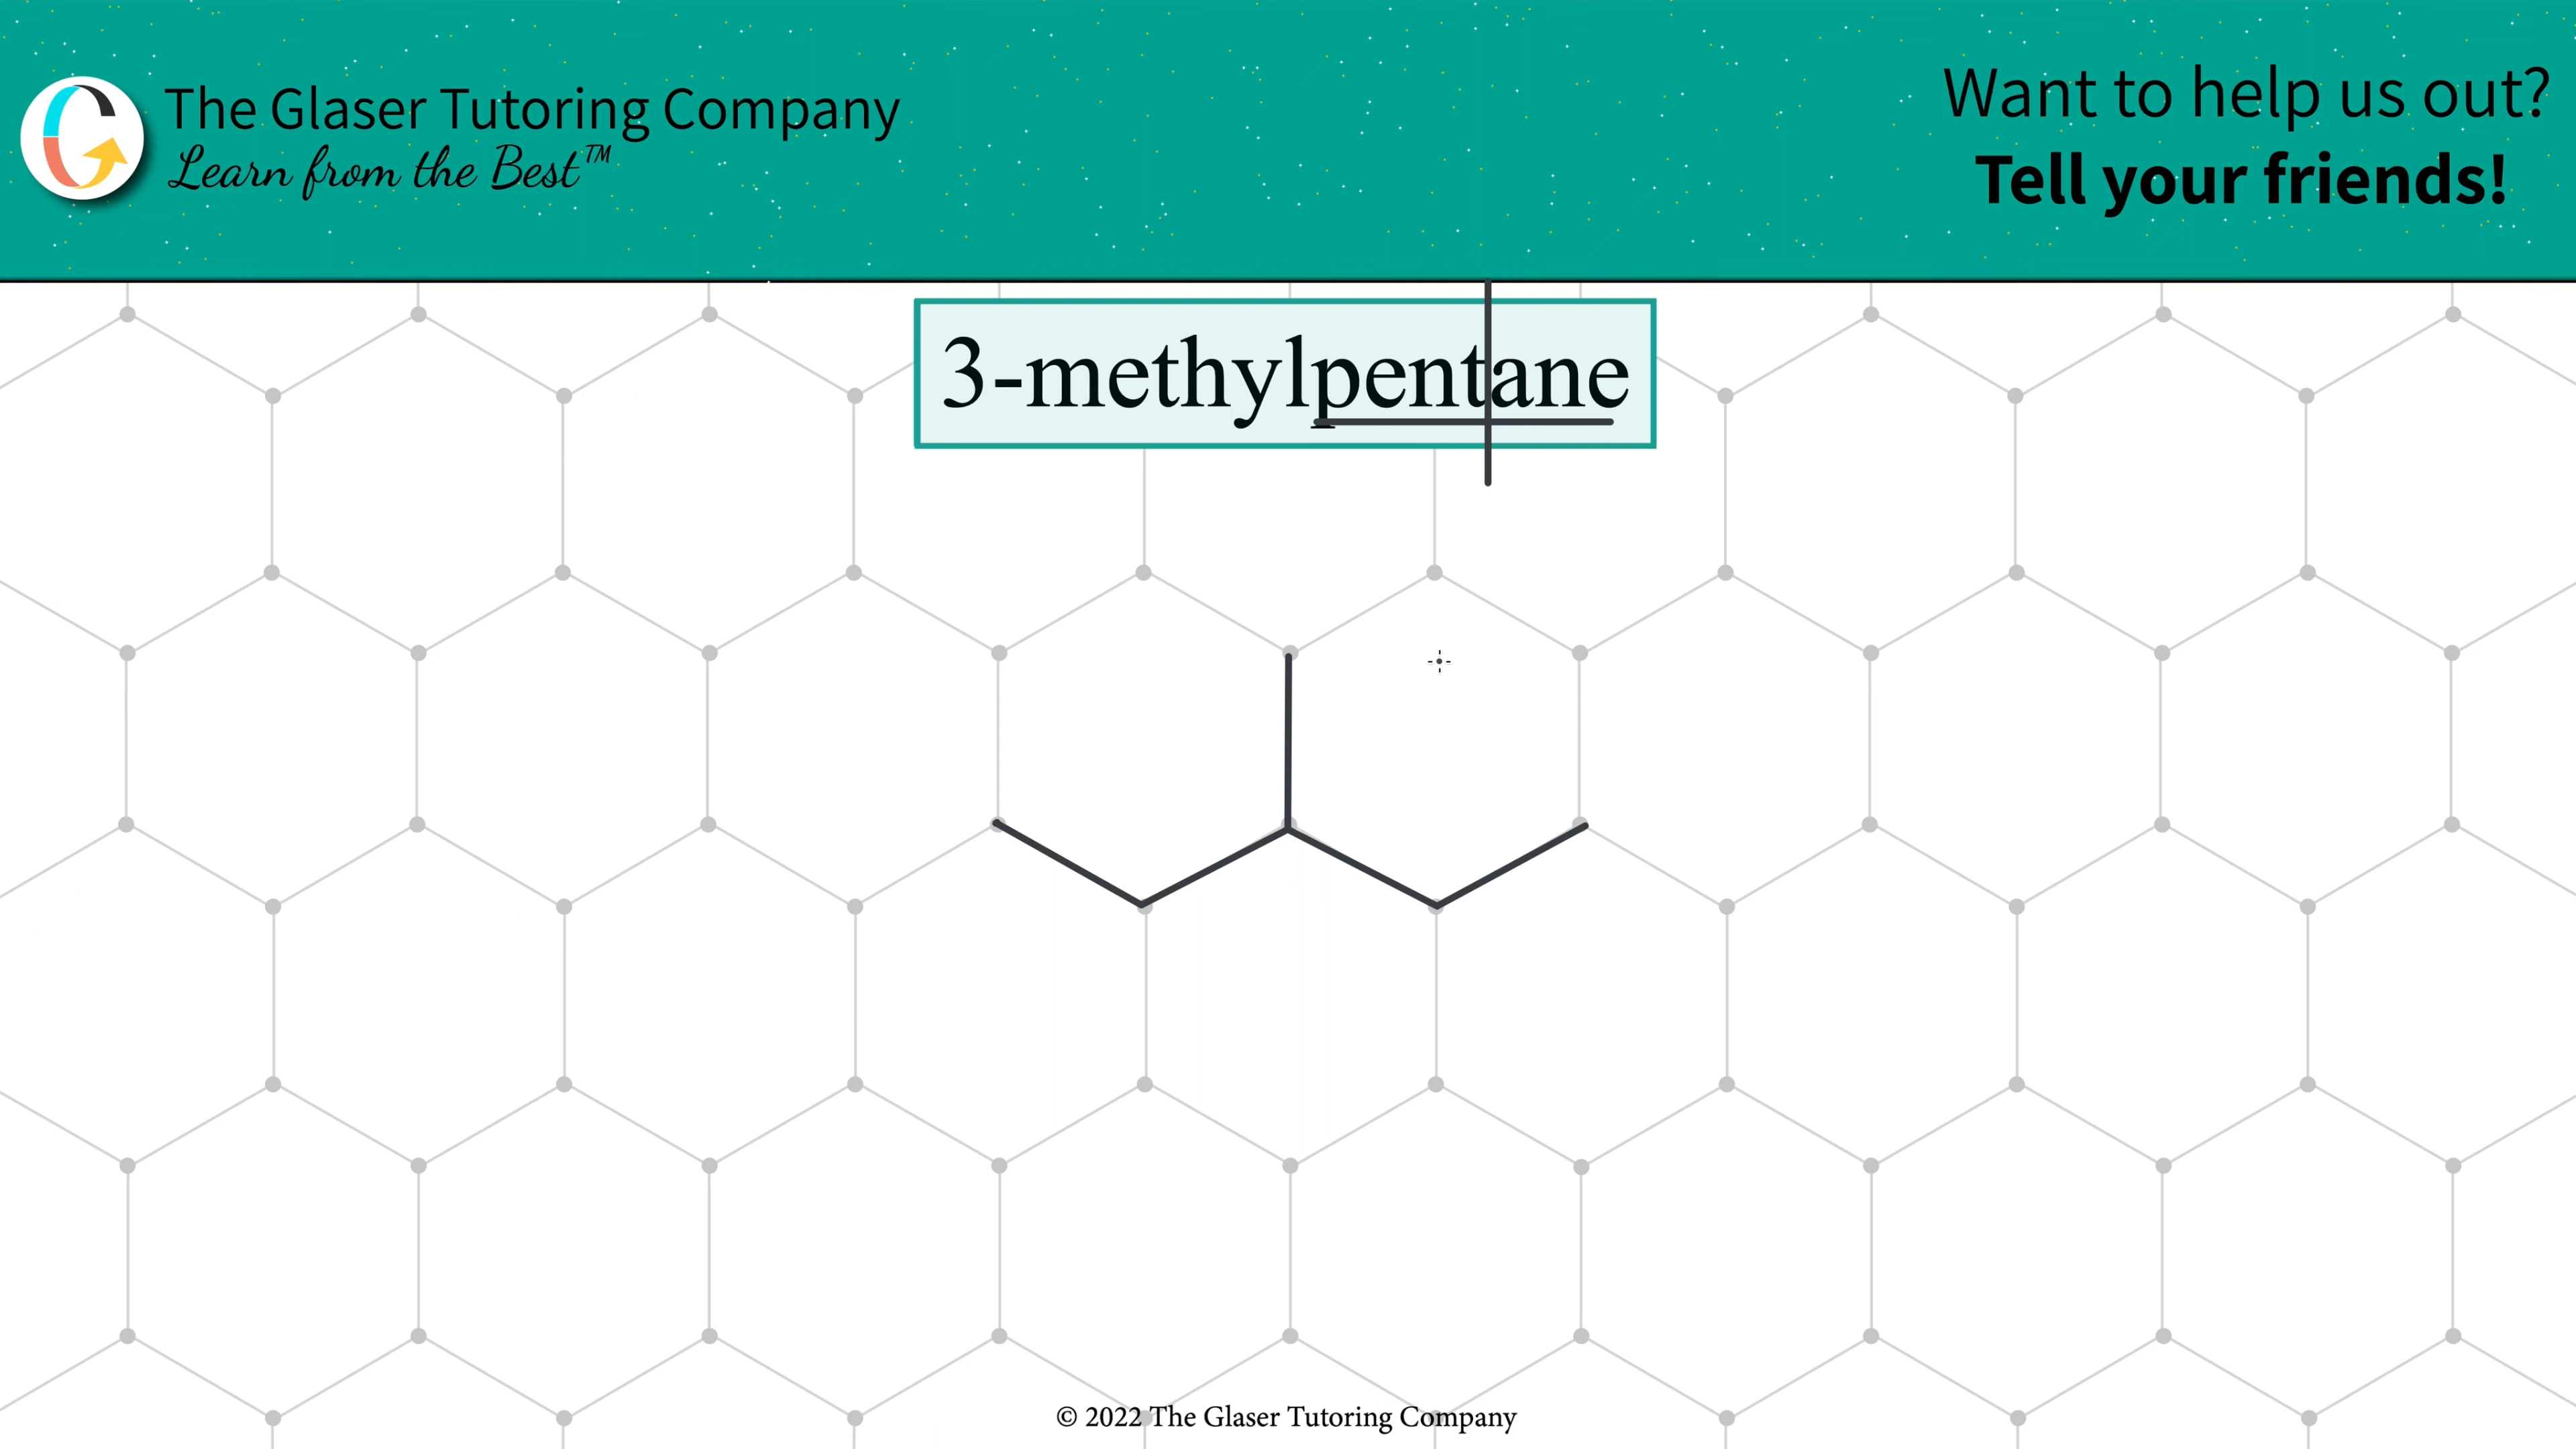 The Glaser Tutoring Company
Learn from the Best™
Want to help us out?
Tell your friends!
3-methylpentane
© 2022 The Glaser Tutoring Company